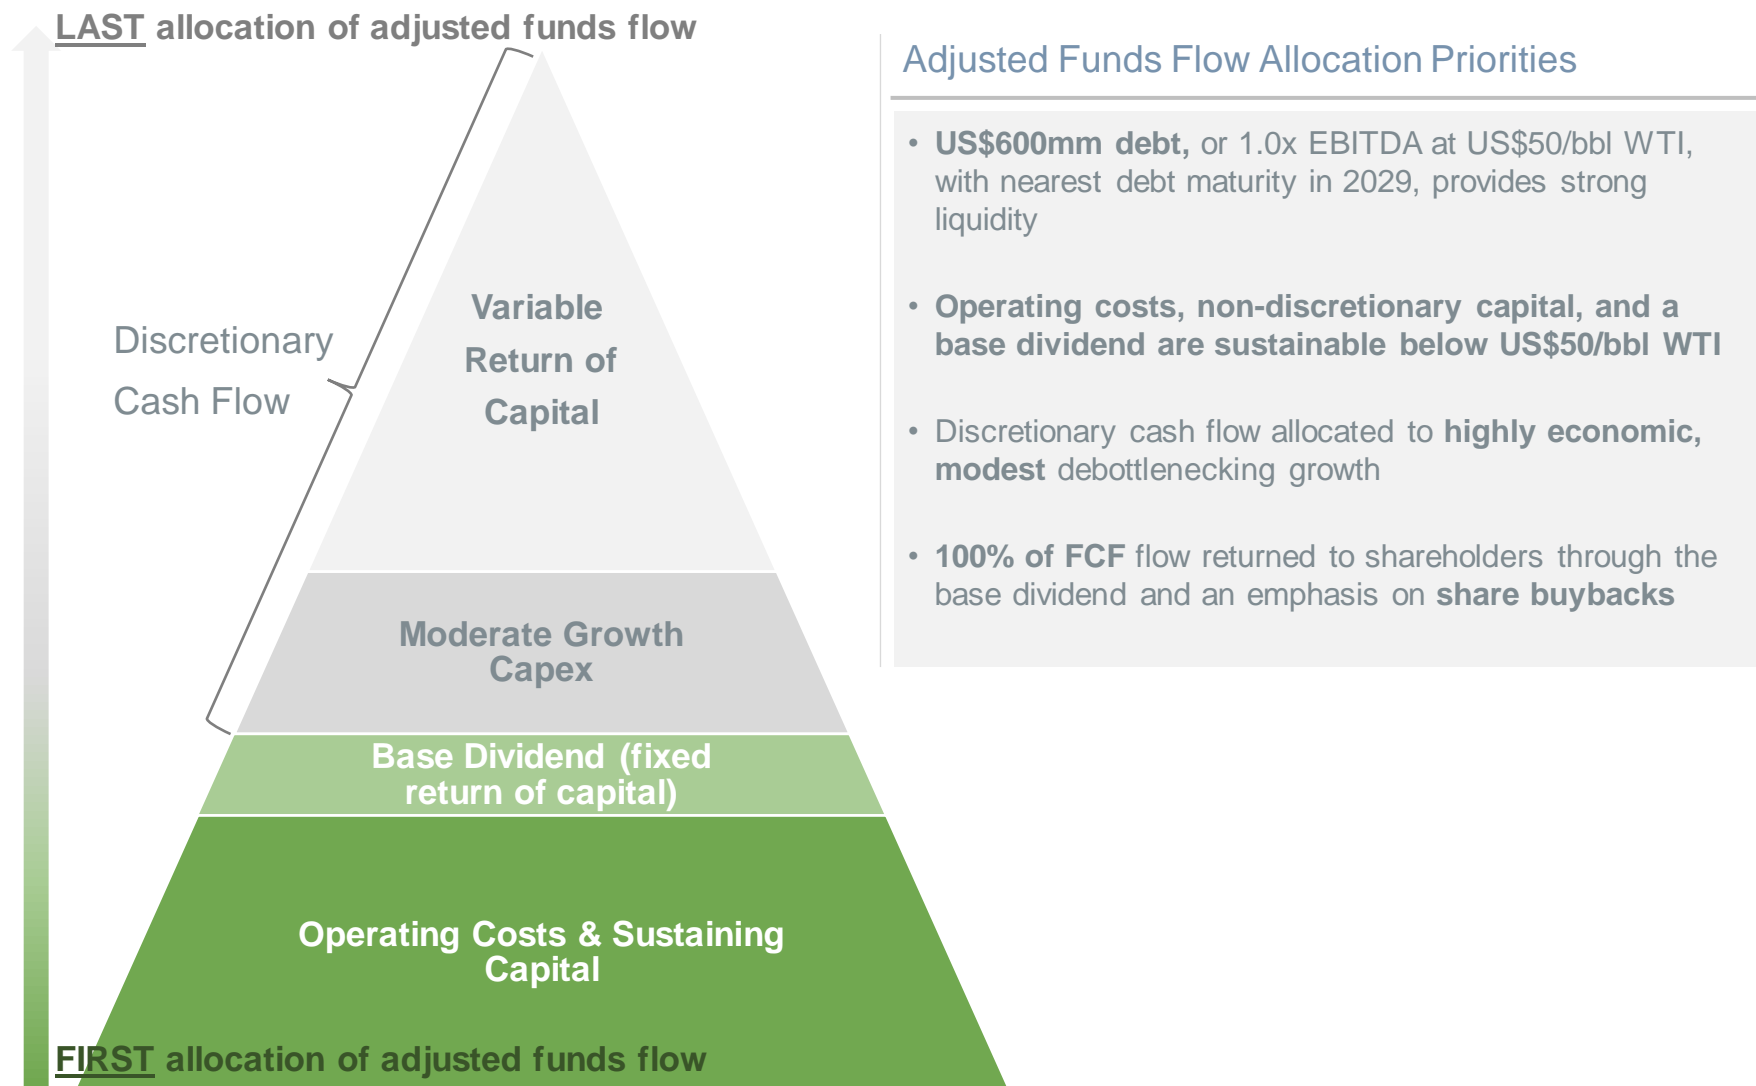 LAST allocation of adjusted funds flow
Discretionary
Cash Flow
Variable
Return of
Capital
Moderate Growth
Capex
Base Dividend (fixed
return of capital)
Operating Costs & Sustaining
Capital
FIRST allocation of adjusted funds flow
Adjusted Funds Flow Allocation Priorities
• US$600mm debt, or 1.0x EBITDA at US$50/bbl WTI,
with nearest debt maturity in 2029, provides strong
liquidity
• Operating costs, non-discretionary capital, and a
base dividend are sustainable below US$50/bbl WTI
• Discretionary cash flow allocated to highly economic,
modest debottlenecking growth
• 100% of FCF flow returned to shareholders through the
base dividend and an emphasis on share buybacks